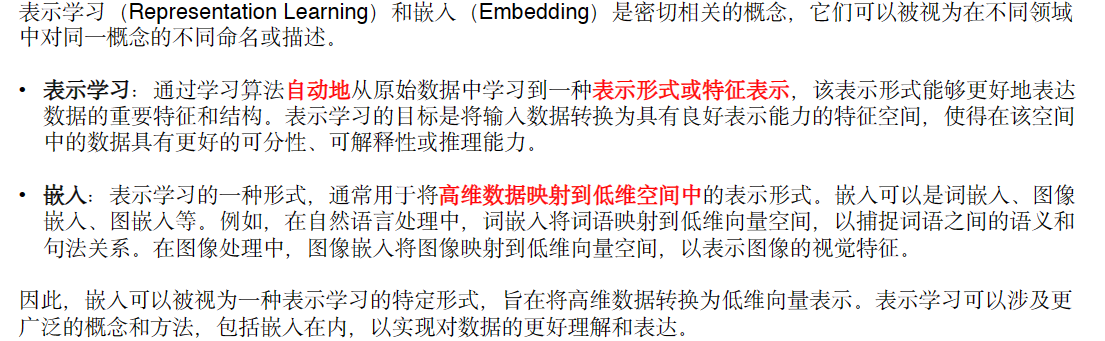 表示学习（Representation Learning）和嵌入（Embedding）是密切相关的概念，它们可以被视为在不同领域
中对同一概念的不同命名或描述。
• 表示学习：通过学习算法自动地从原始数据中学习到一种表示形式或特征表示，该表示形式能够更好地表达
数据的重要特征和结构。表示学习的目标是将输入数据转换为具有良好表示能力的特征空间，使得在该空间
中的数据具有更好的可分性、可解释性或推理能力。
• 嵌入：表示学习的一种形式，通常用于将高维数据映射到低维空间中的表示形式。嵌入可以是词嵌入、图像
嵌入、图嵌入等。例如，在自然语言处理中，词嵌入将词语映射到低维向量空间，以捕捉词语之间的语义和
句法关系。在图像处理中，图像嵌入将图像映射到低维向量空间，以表示图像的视觉特征。
因此，嵌入可以被视为一种表示学习的特定形式，旨在将高维数据转换为低维向量表示。表示学习可以涉及更
广泛的概念和方法，包括嵌入在内，以实现对数据的更好理解和表达。